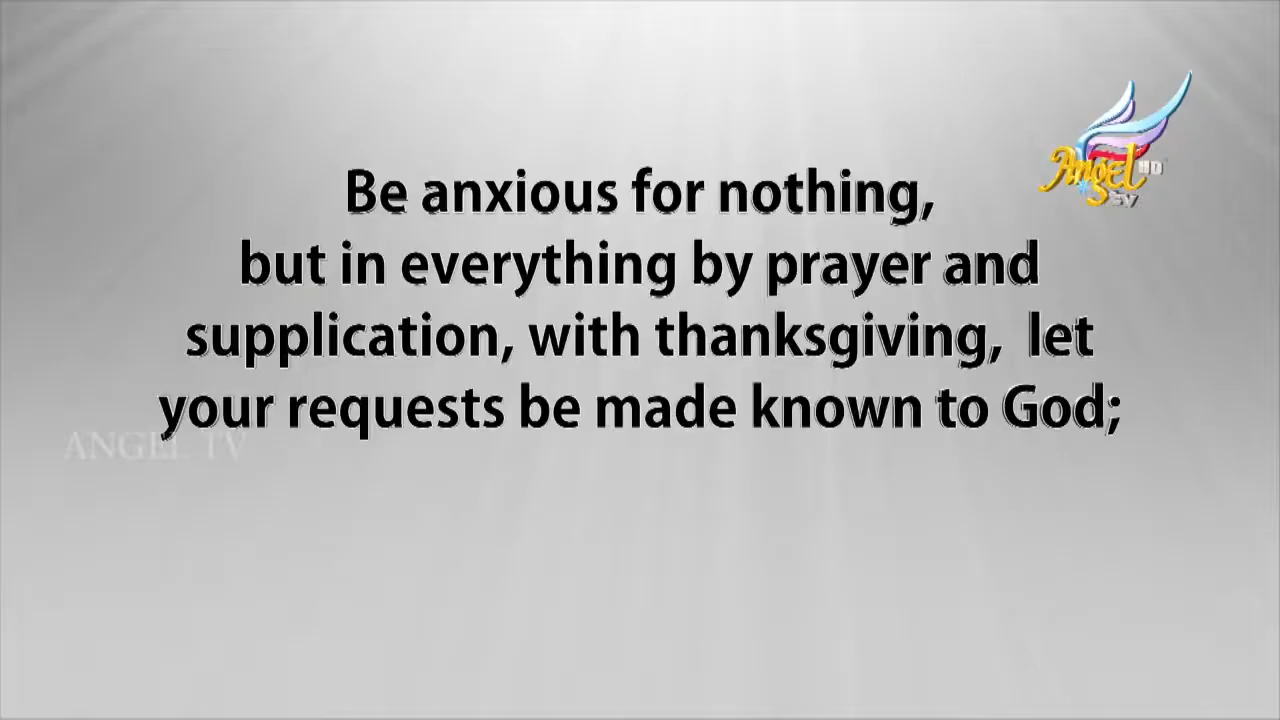 Be anxious for nothing,
but in everything by prayer and
supplication, with thanksgiving,  let
your requests be made known to God;
Angel HD
TV
ANGEL TV